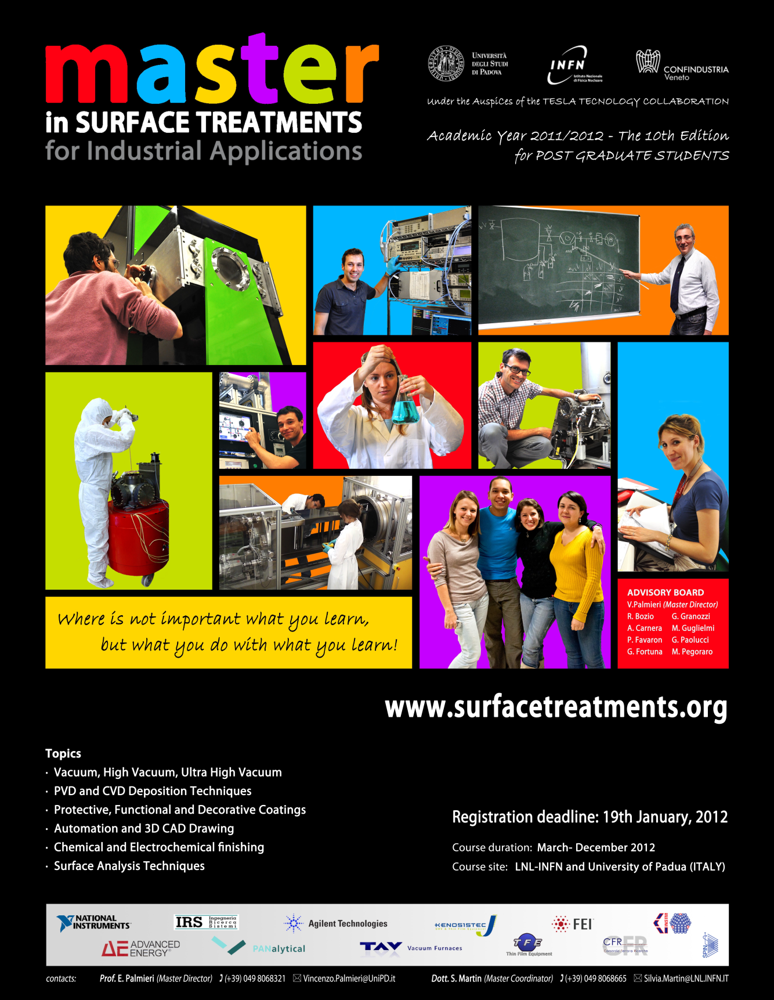 master
in SURFACE TREATMENTS
for Industrial Applications
UNIVERSITÀ
DEGLI STUDI
DI PADOVA
INFN
Istituto Nazionale
di Fisica Nucleare
CONFINDUSTRIA
Veneto
Under the AuspiCes of the TESLA TECNOLOGY COLLABORATION
Academic Year 2011/2012 - The 10th Edition
for POST GRADUATE STUDENTS
Where is not important what you learn,
but what you do with what you learn!
ADVISORY BOARD
V.Palmieri (Master Director)
R. Bozio G. Granozzi
A. Carnera M. Guglielmi
P. Favaron G. Paolucci
G. Fortuna M. Pegoraro
www.surfacetreatments.org
Topics
· Vacuum, High Vacuum, Ultra High Vacuum
· PVD and CVD Deposition Techniques
· Protective, Functional and Decorative Coatings
· Automation and 3D CAD Drawing
· Chemical and Electrochemical finishing
· Surface Analysis Techniques
Registration deadline: 19th January, 2012
Course duration: March- December 2012
Course site: LNL-INFN and University of Padua (ITALY)
NATIONAL
INSTRUMENTS
IRS Ingegneria
Ricerca
Sistemi
Agilent Technologies
KENOSISTEC
FEI
INSTM
AE ADVANCED
ENERGY
PANalytical
TAV Vacuum Furnaces
TFE
Thin Film Equipment
CFR
Consorzio Ferrara Ricerche
SPIN
contacts: Prof. E. Palmieri (Master Director) (+39) 049 8068321 Vincenzo.Palmieri@UniPD.it Dott. S. Martin (Master Coordinator) (+39) 049 8068665 Silvia.Martin@LNL.INFN.IT